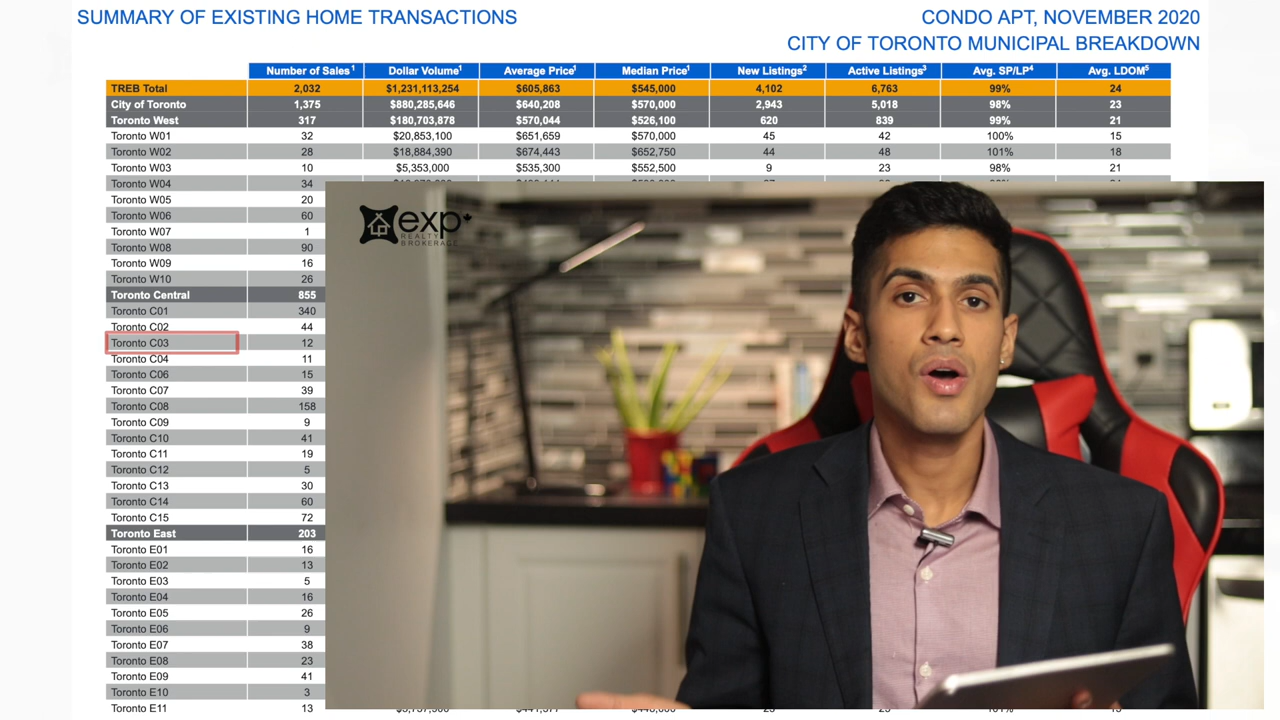 SUMMARY OF EXISTING HOME TRANSACTIONS
CONDO APT, NOVEMBER 2020
CITY OF TORONTO MUNICIPAL BREAKDOWN
Number of Sales¹ Dollar Volume¹ Average Price¹ Median Price¹ New Listings² Active Listings³ Avg. SP/LP⁴ Avg. LDOM⁵
TREB Total 2,032 $1,231,113,254 $605,863 $545,000 4,102 6,763 99% 24
City of Toronto 1,375 $880,285,646 $640,208 $570,000 2,943 5,018 98% 23
Toronto West 317 $180,703,878 $570,044 $526,100 620 839 99% 21
Toronto W01 32 $20,853,100 $651,659 $570,000 45 42 100% 15
Toronto W02 28 $18,884,390 $674,443 $652,750 44 48 101% 18
Toronto W03 10 $5,353,000 $535,300 $552,500 9 23 98% 21
Toronto W04 34
Toronto W05 20
Toronto W06 60
Toronto W07 1
Toronto W08 90
Toronto W09 16
Toronto W10 26
Toronto Central 855
Toronto C01 340
Toronto C02 44
Toronto C03 12
Toronto C04 11
Toronto C06 15
Toronto C07 39
Toronto C08 158
Toronto C09 9
Toronto C10 41
Toronto C11 19
Toronto C12 5
Toronto C13 30
Toronto C14 60
Toronto C15 72
Toronto East 203
Toronto E01 16
Toronto E02 13
Toronto E03 5
Toronto E04 16
Toronto E05 26
Toronto E06 9
Toronto E07 38
Toronto E08 23
Toronto E09 41
Toronto E10 3
Toronto E11 13
exp
REALTY
BROKERAGE